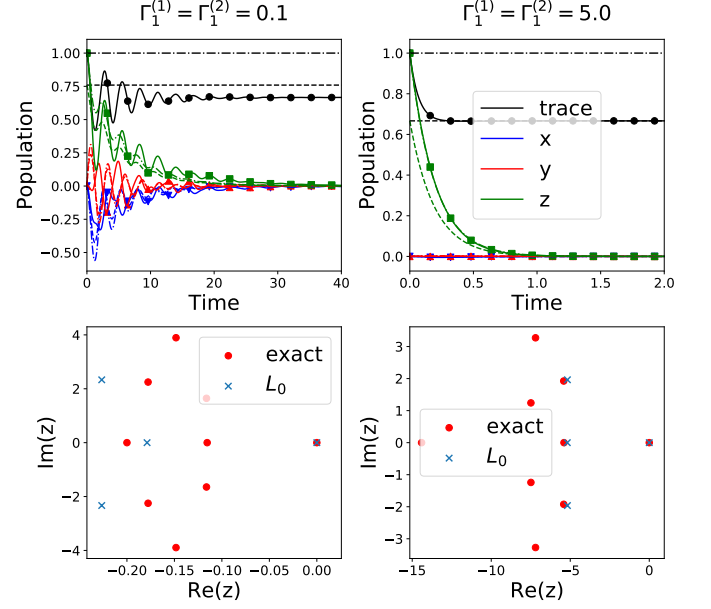 Γ₁⁽¹⁾ = Γ₁⁽²⁾ = 0.1
Γ₁⁽¹⁾ = Γ₁⁽²⁾ = 5.0
1.00
0.75
0.50
0.25
0.00
−0.25
−0.50
Population
0
10
20
30
40
Time
1.0
0.8
0.6
0.4
0.2
0.0
Population
trace
x
y
z
0.0
0.5
1.0
1.5
2.0
Time
4
2
0
−2
−4
Im(z)
exact
L₀
−0.20
−0.15
−0.10
−0.05
0.00
Re(z)
3
2
1
0
−1
−2
−3
Im(z)
exact
L₀
−15
−10
−5
0
Re(z)